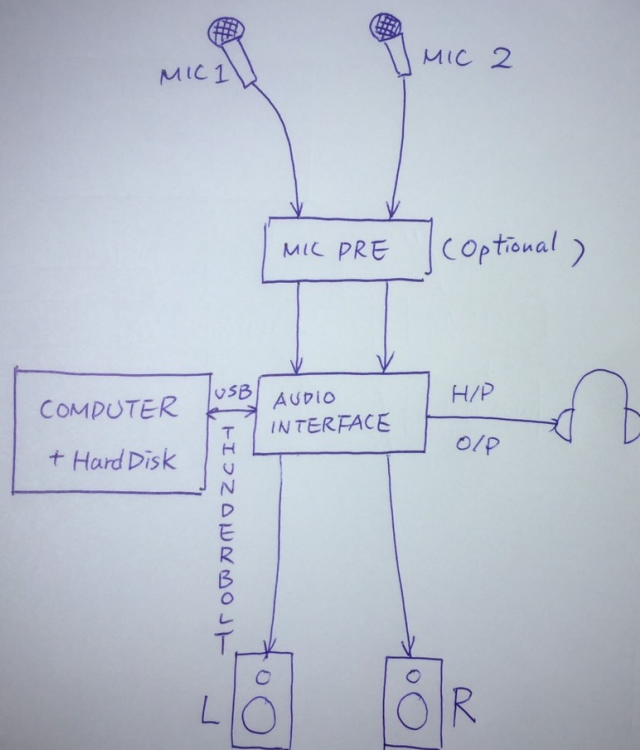 MIC 1
MIC 2
MIC PRE
(Optional)
COMPUTER
+ HardDisk
USB
THUNDERBOLT
AUDIO
INTERFACE
H/P
O/P
L
R